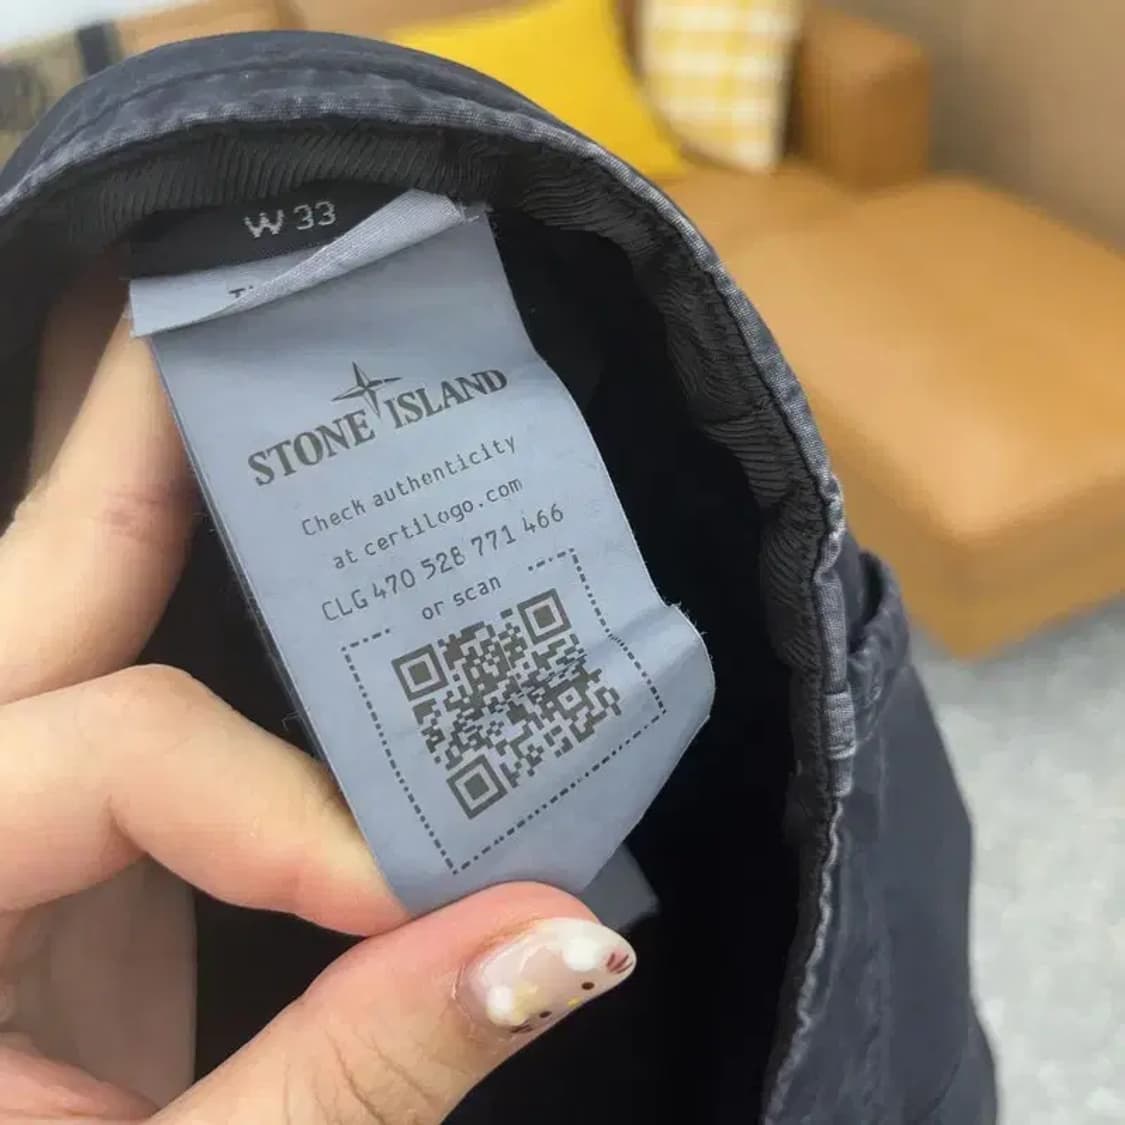 W 33
STONE ISLAND
Check authenticity
at certilogo.com
CLG 470 528 771 466
or scan